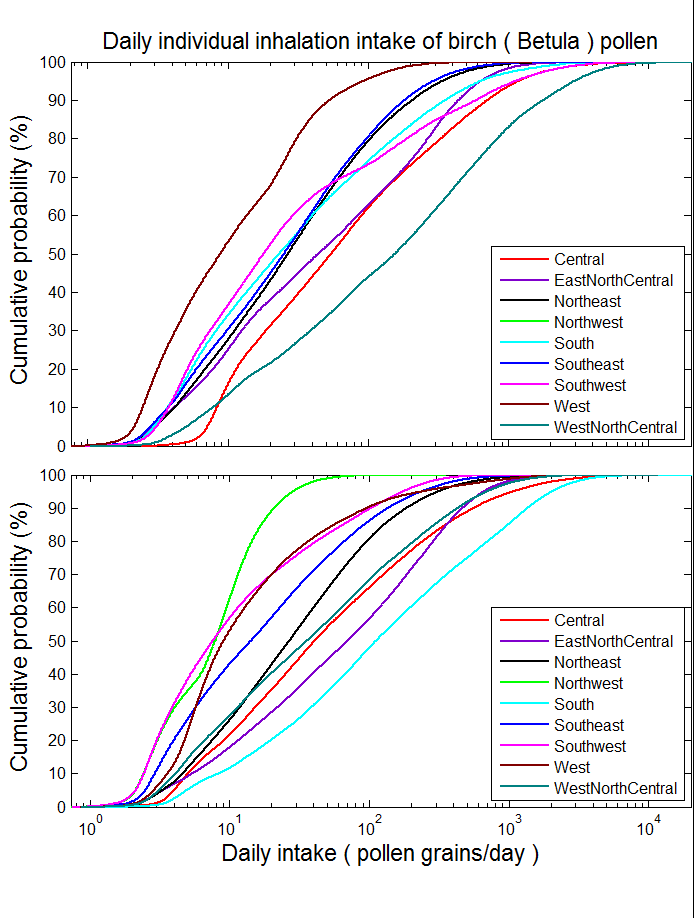 Daily individual inhalation intake of birch ( Betula ) pollen
Cumulative probability (%)
100
90
80
70
60
50
40
30
20
10
0
Central
EastNorthCentral
Northeast
Northwest
South
Southeast
Southwest
West
WestNorthCentral
Cumulative probability (%)
100
90
80
70
60
50
40
30
20
10
0
Central
EastNorthCentral
Northeast
Northwest
South
Southeast
Southwest
West
WestNorthCentral
10⁰ 10¹ 10² 10³ 10⁴
Daily intake ( pollen grains/day )